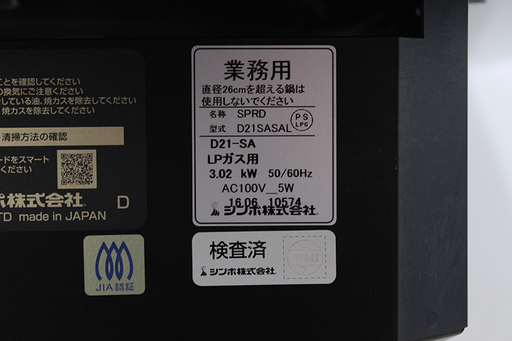 ことを確認してください
換気にご注意ください
している油、焼カスを除去してください
、焼カスを除去してください
清掃方法の確認
ードをスマート
ください
ポ株式会社
TD made in JAPAN D
JIA認証
業務用
直径26cmを超える鍋は
使用しないでください
名称 SPRD
型式 D21SASAL
PS
LPG
D21-SA
LPガス用
3.02 kW 50/60Hz
AC100V 5W
16.06 10574
シンポ株式会社
検査済
シンポ株式会社